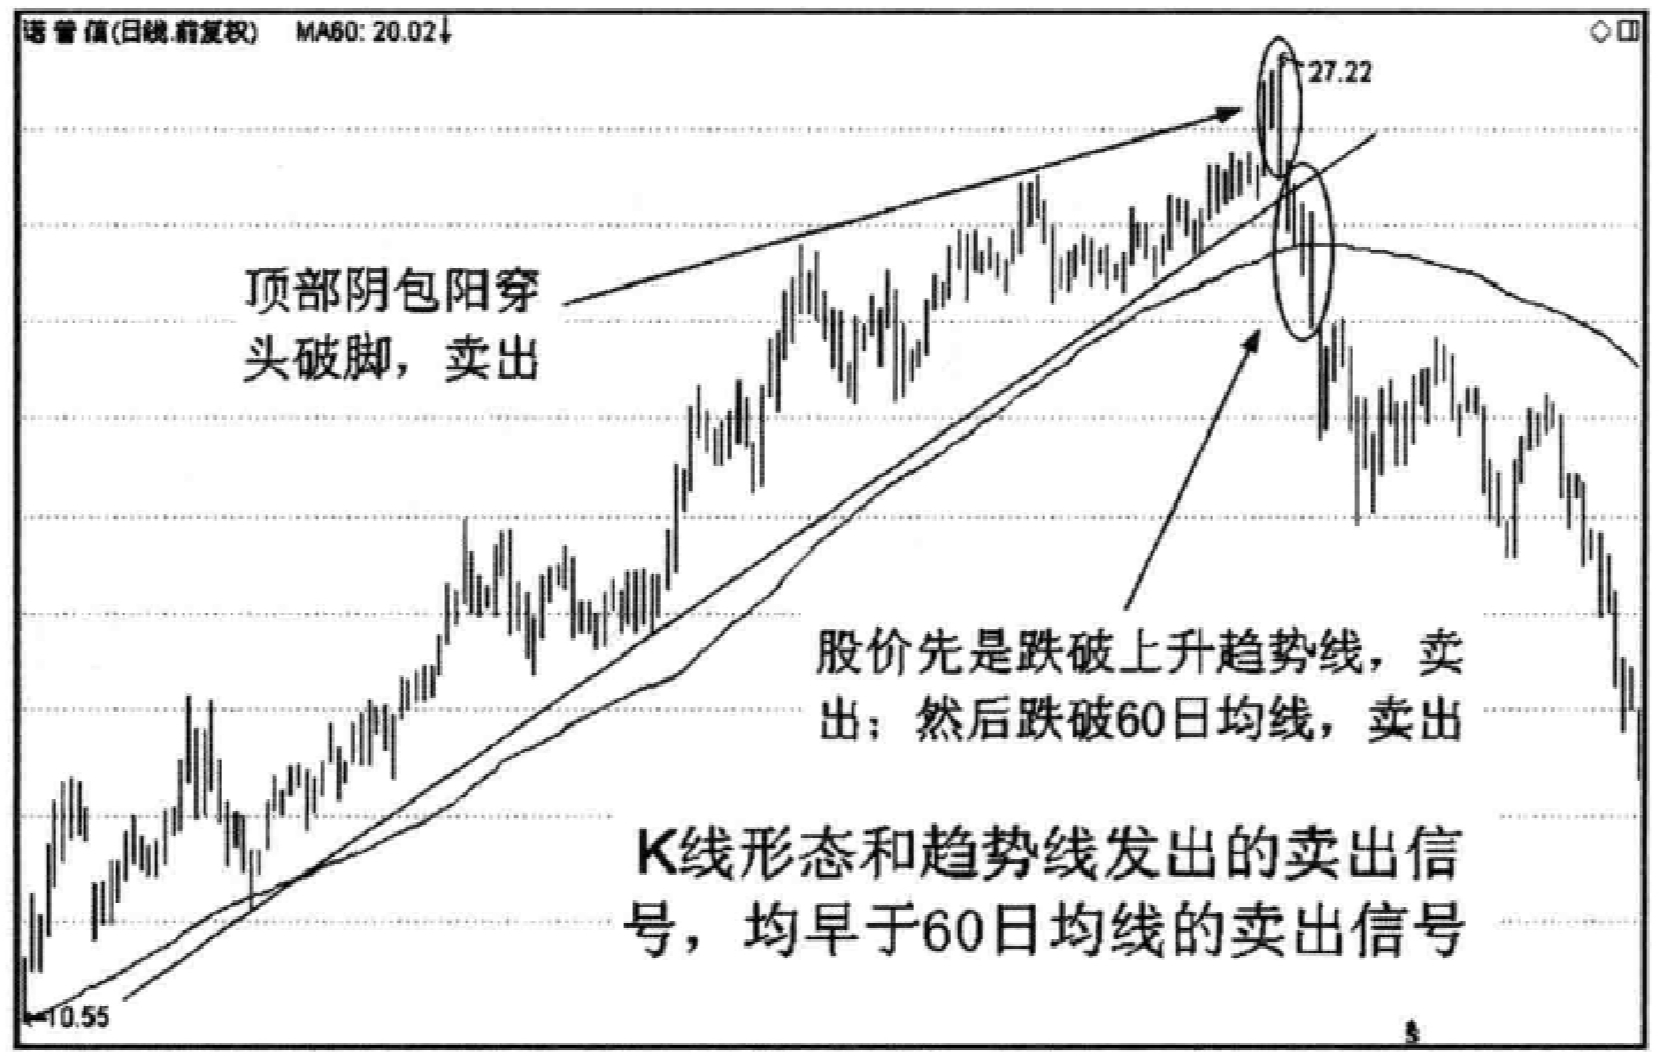 诺普信(日线.前复权) MA60: 20.02↓
27.22
顶部阴包阳穿
头破脚，卖出
股价先是跌破上升趋势线，卖
出；然后跌破60日均线，卖出
K线形态和趋势线发出的卖出信
号，均早于60日均线的卖出信号
10.55